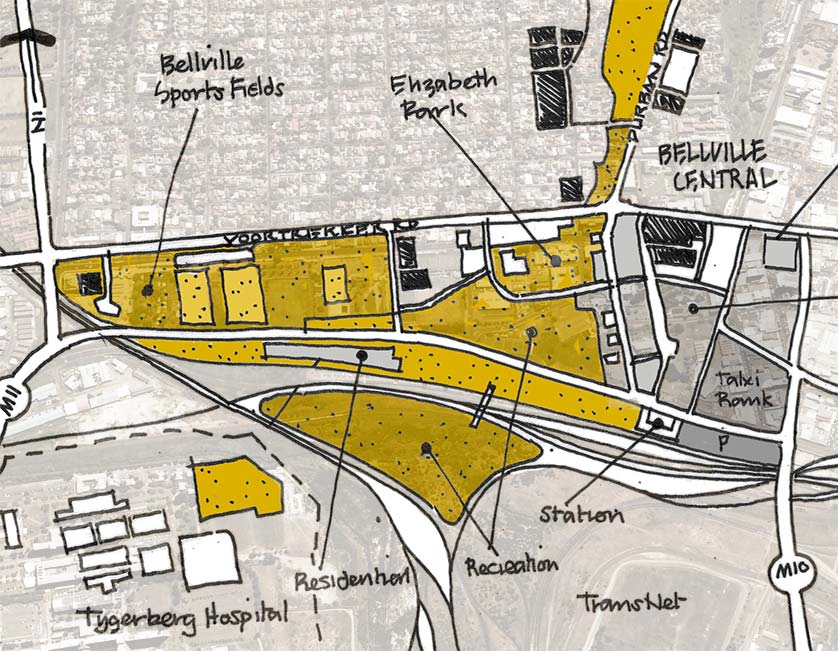 Bellville
Sports Fields
Elizabeth
Park
DURBAN RD
BELLVILLE
CENTRAL
N1
VOORTREKKER RD
M11
Taxi
Rank
P
Station
Residential
Recreation
M10
Tygerberg Hospital
TransNet